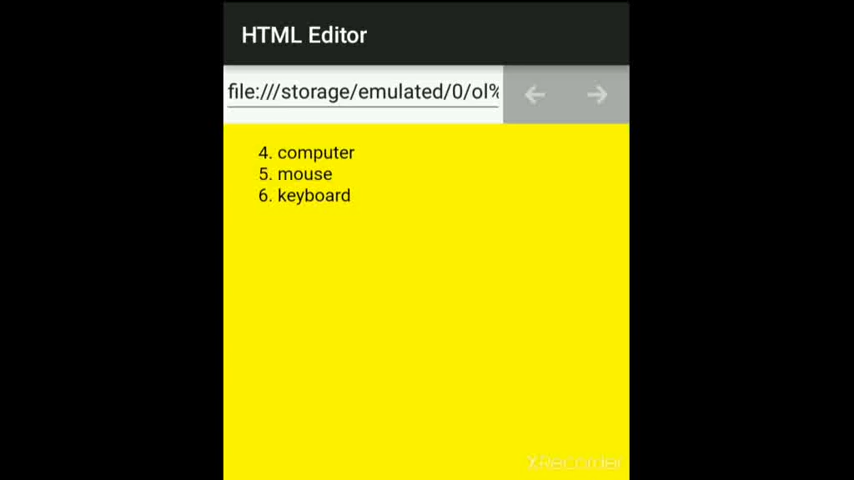 HTML Editor
file:///storage/emulated/0/ol%
4. computer
5. mouse
6. keyboard
XRecorder